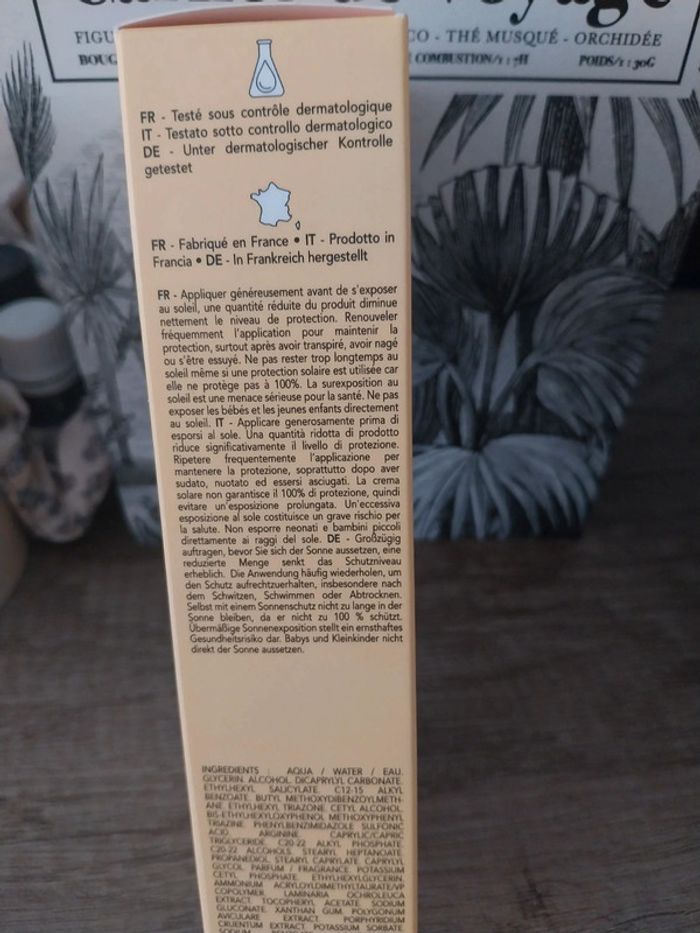 FIGU
CO - THÉ MUSQUÉ - ORCHIDÉE
BOUG
COMBUSTION/1 : 7H
POIDS/1 : 30G
FR - Testé sous contrôle dermatologique
IT - Testato sotto controllo dermatologico
DE - Unter dermatologischer Kontrolle
getestet
FR - Fabriqué en France • IT - Prodotto in
Francia • DE - In Frankreich hergestellt
FR - Appliquer généreusement avant de s'exposer
au soleil, une quantité réduite du produit diminue
nettement le niveau de protection. Renouveler
fréquemment l'application pour maintenir la
protection, surtout après avoir transpiré, avoir nagé
ou s'être essuyé. Ne pas rester trop longtemps au
soleil même si une protection solaire est utilisée car
elle ne protège pas à 100%. La surexposition au
soleil est une menace sérieuse pour la santé. Ne pas
exposer les bébés et les jeunes enfants directement
au soleil. IT - Applicare generosamente prima di
esporsi al sole. Una quantità ridotta di prodotto
riduce significativamente il livello di protezione.
Ripetere frequentemente l'applicazione per
mantenere la protezione, soprattutto dopo aver
sudato, nuotato ed essersi asciugati. La crema
solare non garantisce il 100% di protezione, quindi
evitare un'esposizione prolungata. Un'eccessiva
esposizione al sole costituisce un grave rischio per
la salute. Non esporre neonati e bambini piccoli
direttamente ai raggi del sole. DE - Großzügig
auftragen, bevor Sie sich der Sonne aussetzen, eine
reduzierte Menge senkt das Schutzniveau
erheblich. Die Anwendung häufig wiederholen, um
den Schutz aufrechtzuerhalten, insbesondere nach
dem Schwitzen, Schwimmen oder Abtrocknen.
Selbst mit einem Sonnenschutz nicht zu lange in der
Sonne bleiben, da er nicht zu 100 % schützt.
Übermäßige Sonnenexposition stellt ein ernsthaftes
Gesundheitsrisiko dar. Babys und Kleinkinder nicht
direkt der Sonne aussetzen.
INGREDIENTS : AQUA / WATER / EAU.
GLYCERIN. ALCOHOL. DICAPRYLYL CARBONATE.
ETHYLHEXYL SALICYLATE. C12-15 ALKYL
BENZOATE. BUTYL METHOXYDIBENZOYLMETH-
ANE. ETHYLHEXYL TRIAZONE. CETYL ALCOHOL.
BIS-ETHYLHEXYLOXYPHENOL METHOXYPHENYL
TRIAZINE. PHENYLBENZIMIDAZOLE SULFONIC
ACID. ARGININE. CAPRYLIC/CAPRIC
TRIGLYCERIDE. C20-22 ALKYL PHOSPHATE.
C20-22 ALCOHOLS. STEARYL HEPTANOATE.
PROPANEDIOL. STEARYL CAPRYLATE. CAPRYLYL
GLYCOL. PARFUM / FRAGRANCE. POTASSIUM
CETYL PHOSPHATE. ETHYLHEXYLGLYCERIN.
AMMONIUM ACRYLOYLDIMETHYLTAURATE/VP
COPOLYMER. LAMINARIA OCHROLEUCA
EXTRACT. TOCOPHERYL ACETATE. SODIUM
GLUCONATE. XANTHAN GUM. POLYGONUM
AVICULARE EXTRACT. PORPHYRIDIUM
CRUENTUM EXTRACT. POTASSIUM SORBATE.